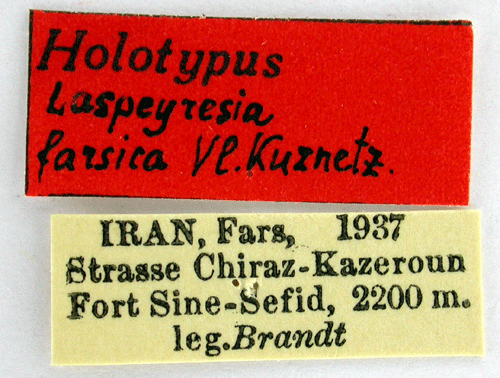 Holotypus
Laspeyresia
farsica Vl.Kuznetz.
IRAN, Fars, 1937
Strasse Chiraz-Kazeroun
Fort Sine-Sefid, 2200 m.
leg.Brandt